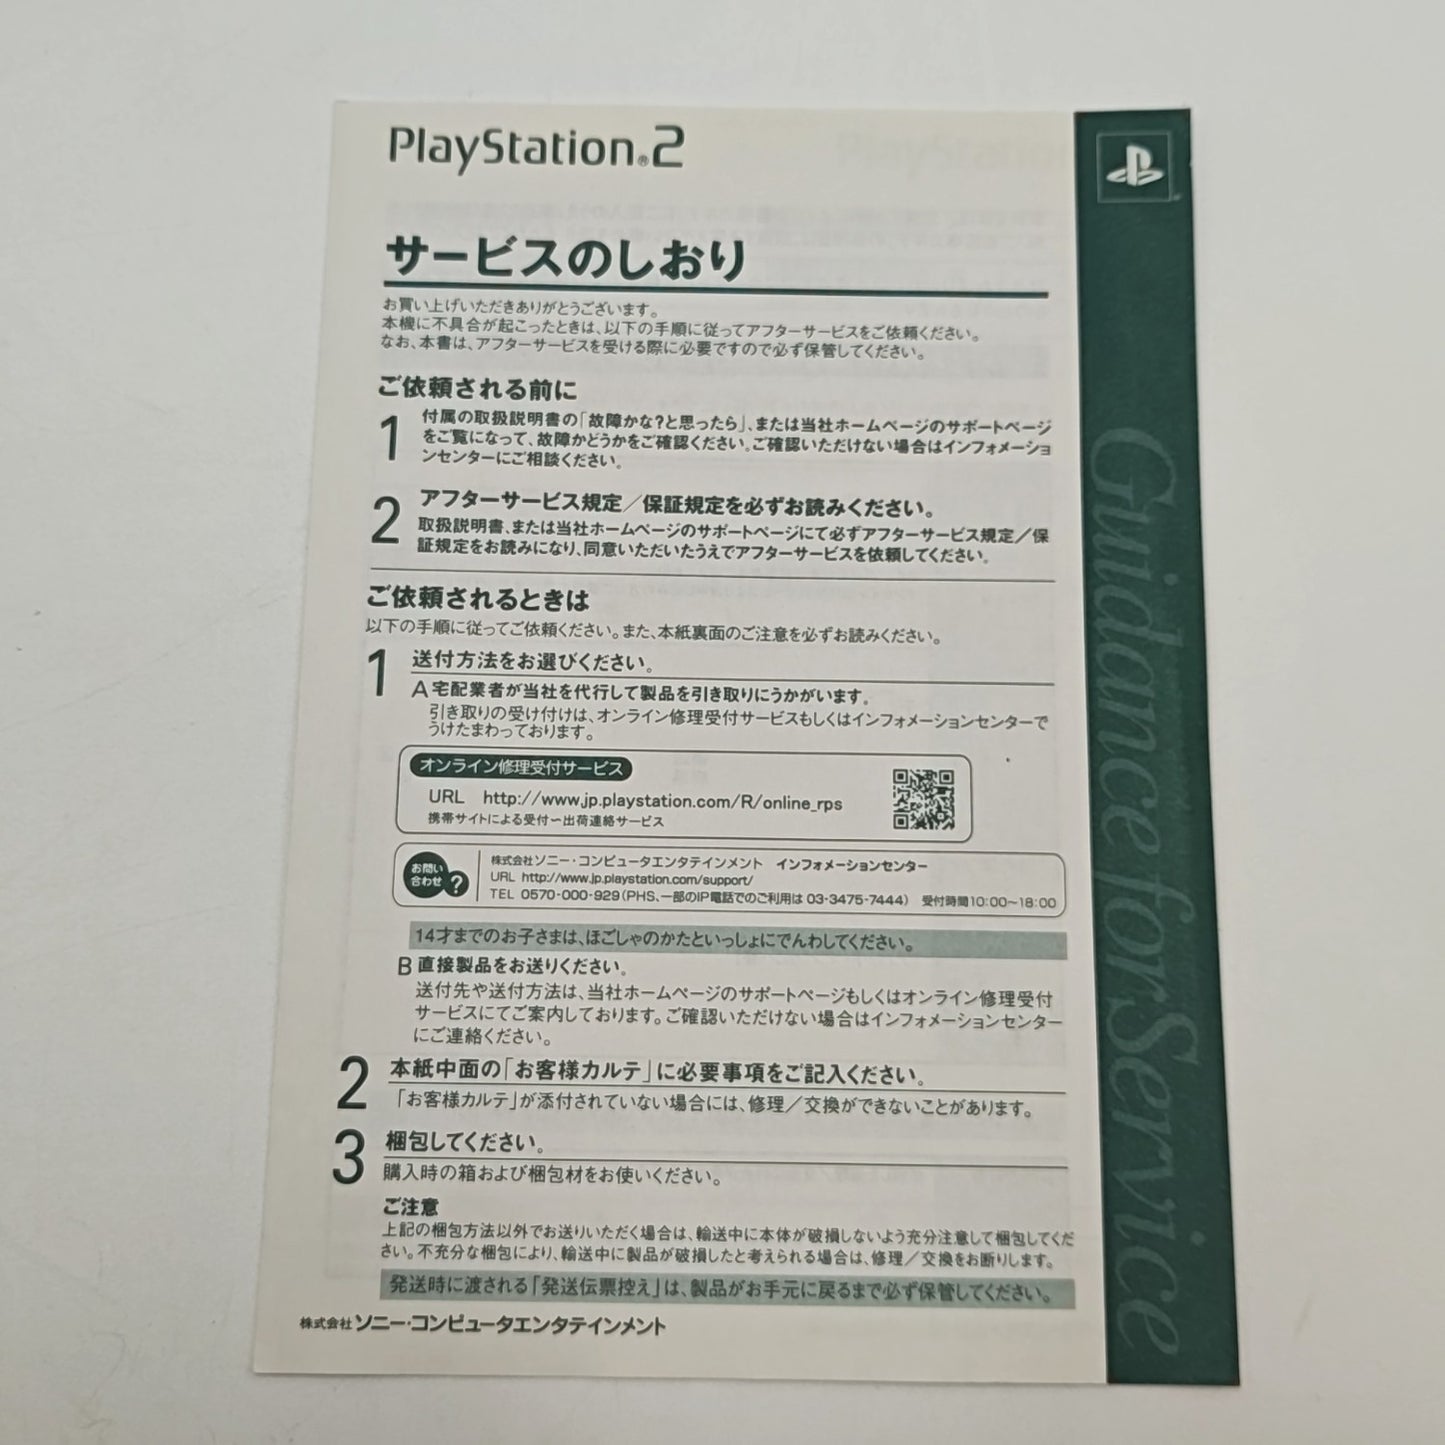 PlayStation®2
サービスのしおり
お買い上げいただきありがとうございます。
本機に不具合が起こったときは、以下の手順に従ってアフターサービスをご依頼ください。
なお、本書は、アフターサービスを受ける際に必要ですので必ず保管してください。
ご依頼される前に
1 付属の取扱説明書の「故障かな?と思ったら」、または当社ホームページのサポートページ
をご覧になって、故障かどうかをご確認ください。ご確認いただけない場合はインフォメーショ
ンセンターにご相談ください。
2 アフターサービス規定／保証規定を必ずお読みください。
取扱説明書、または当社ホームページのサポートページにて必ずアフターサービス規定／保
証規定をお読みになり、同意いただいたうえでアフターサービスを依頼してください。
ご依頼されるときは
以下の手順に従ってご依頼ください。また、本紙裏面のご注意を必ずお読みください。
1 送付方法をお選びください。
A 宅配業者が当社を代行して製品を引き取りにうかがいます。
引き取りの受け付けは、オンライン修理受付サービスもしくはインフォメーションセンターで
うけたまわっております。
オンライン修理受付サービス
URL http://www.jp.playstation.com/R/online_rps
携帯サイトによる受付〜出荷連絡サービス
お問い
合わせ ?
株式会社ソニー・コンピュータエンタテインメント インフォメーションセンター
URL http://www.jp.playstation.com/support/
TEL 0570-000-929(PHS、一部のIP電話でのご利用は 03-3475-7444) 受付時間10:00〜18:00
14才までのお子さまは、ほごしゃのかたといっしょにでんわしてください。
B 直接製品をお送りください。
送付先や送付方法は、当社ホームページのサポートページもしくはオンライン修理受付
サービスにてご案内しております。ご確認いただけない場合はインフォメーションセンター
にご連絡ください。
2 本紙中面の「お客様カルテ」に必要事項をご記入ください。
「お客様カルテ」が添付されていない場合には、修理／交換ができないことがあります。
3 梱包してください。
購入時の箱および梱包材をお使いください。
ご注意
上記の梱包方法以外でお送りいただく場合は、輸送中に本体が破損しないよう充分注意して梱包してくだ
さい。不充分な梱包により、輸送中に製品が破損したと考えられる場合は、修理／交換をお断りします。
発送時に渡される「発送伝票控え」は、製品がお手元に戻るまで必ず保管してください。
株式会社 ソニー・コンピュータエンタテインメント
Guidance for Service